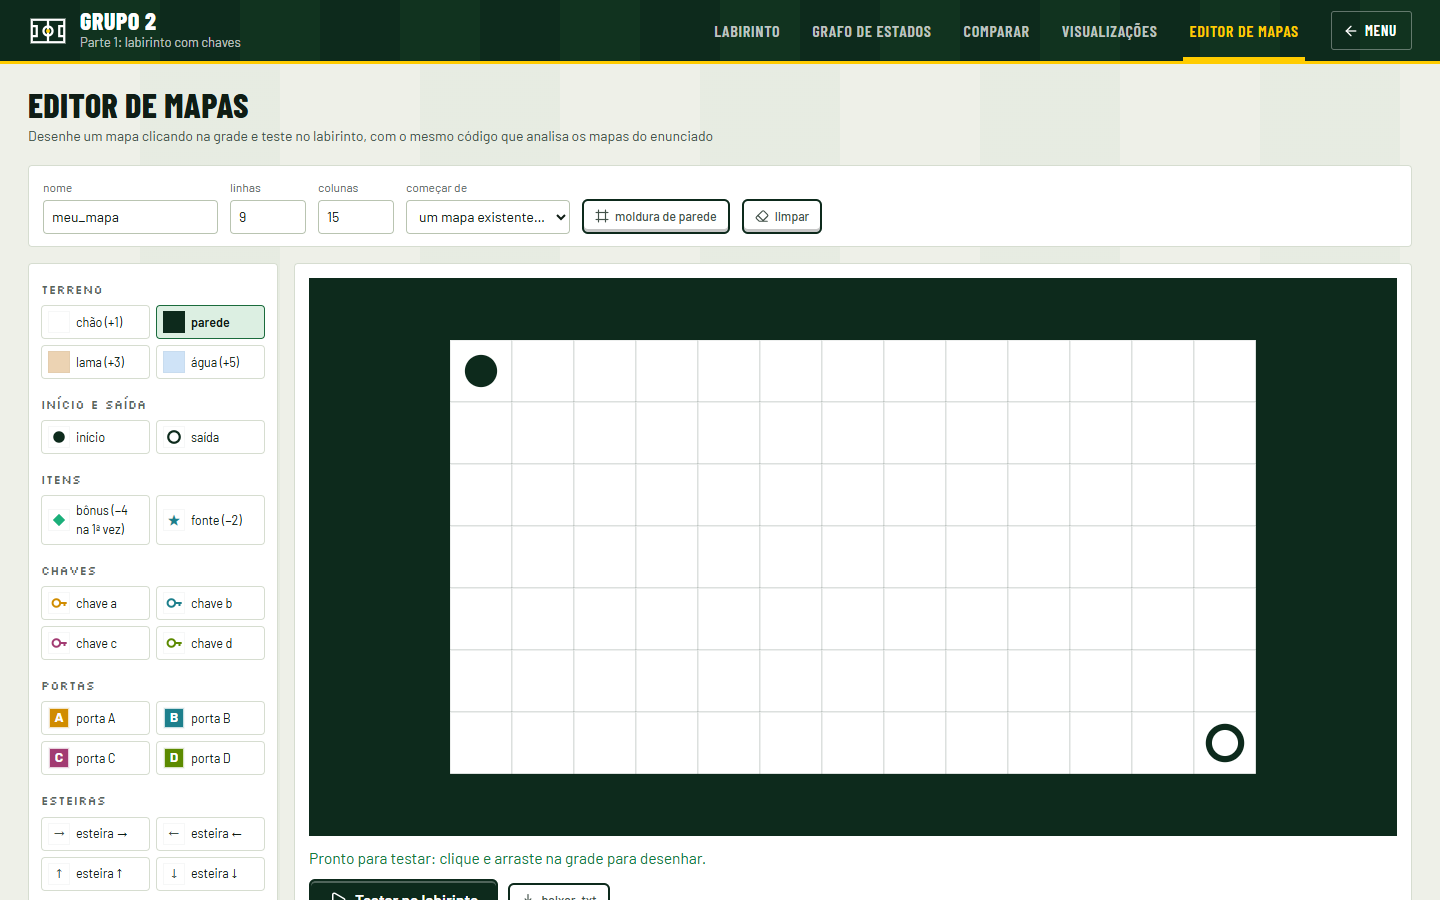 GRUPO 2
Parte 1: labirinto com chaves
LABIRINTO
GRAFO DE ESTADOS
COMPARAR
VISUALIZAÇÕES
EDITOR DE MAPAS
← MENU
EDITOR DE MAPAS
Desenhe um mapa clicando na grade e teste no labirinto, com o mesmo código que analisa os mapas do enunciado
nome
linhas
colunas
começar de
meu_mapa
9
15
um mapa existente...
moldura de parede
limpar
TERRENO
chão (+1)
parede
lama (+3)
água (+5)
INÍCIO E SAÍDA
início
saída
ITENS
bônus (−4
na 1ª vez)
fonte (−2)
CHAVES
chave a
chave b
chave c
chave d
PORTAS
A porta A
B porta B
C porta C
D porta D
ESTEIRAS
→ esteira →
← esteira ←
↑ esteira ↑
↓ esteira ↓
Pronto para testar: clique e arraste na grade para desenhar.
Testar no labirinto
baixar .txt